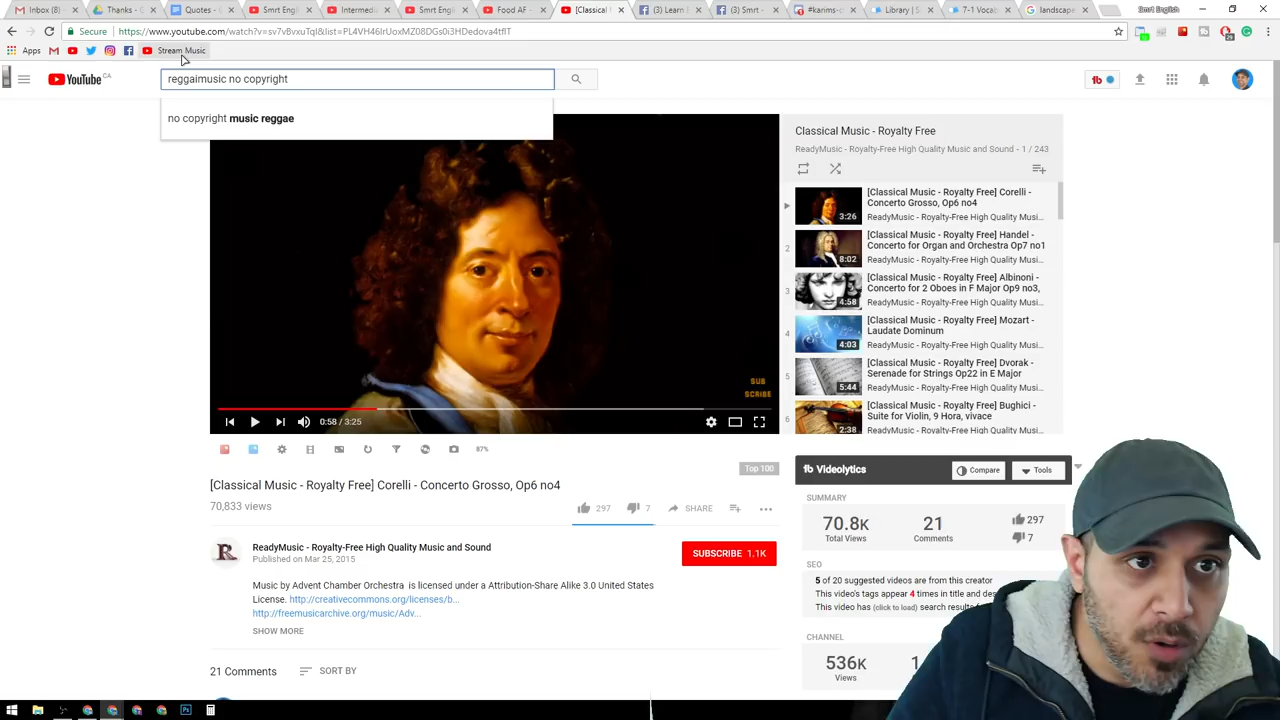 Inbox (8)
Thanks - G
Quotes - G
Smrt Engl
Intermedi
Smrt Engl
Food AF -
[Classical M
(3) Learn E
(3) Smrt -
#karims-p
Library | S
7-1 Vocab
landscape
Smrt English
Secure
Apps
Stream Music
YouTube CA
reggaimusic no copyright
no copyright music reggae
SUB
SCRIBE
0:58 / 3:25
87%
Top 100
[Classical Music - Royalty Free] Corelli - Concerto Grosso, Op6 no4
70,833 views
297
7
SHARE
ReadyMusic - Royalty-Free High Quality Music and Sound
Published on Mar 25, 2015
SUBSCRIBE 1.1K
Music by Advent Chamber Orchestra is licensed under a Attribution-Share Alike 3.0 United States
License. http://creativecommons.org/licenses/b...
http://freemusicarchive.org/music/Adv...
SHOW MORE
21 Comments
SORT BY
Classical Music - Royalty Free
ReadyMusic - Royalty-Free High Quality Music and Sound - 1 / 243
[Classical Music - Royalty Free] Corelli -
Concerto Grosso, Op6 no4
ReadyMusic - Royalty-Free High Quality Musi...
3:26
2
[Classical Music - Royalty Free] Handel -
Concerto for Organ and Orchestra Op7 no1
ReadyMusic - Royalty-Free High Quality Musi...
8:02
3
[Classical Music - Royalty Free] Albinoni -
Concerto for 2 Oboes in F Major Op9 no3,
ReadyMusic - Royalty-Free High Quality Musi...
4:58
4
[Classical Music - Royalty Free] Mozart -
Laudate Dominum
ReadyMusic - Royalty-Free High Quality Musi...
4:03
5
[Classical Music - Royalty Free] Dvorak -
Serenade for Strings Op22 in E Major
ReadyMusic - Royalty-Free High Quality Musi...
5:44
6
[Classical Music - Royalty Free] Bughici -
Suite for Violin, 9 Hora, vivace
ReadyMusic - Royalty-Free High Quality Musi...
2:38
Videolytics
Compare
Tools
SUMMARY
70.8K
Total Views
21
Comments
297
7
SEO
5 of 20 suggested videos are from this creator
This video's tags appear 4 times in title and des
This video has (click to load) search results
CHANNEL
536K
Views